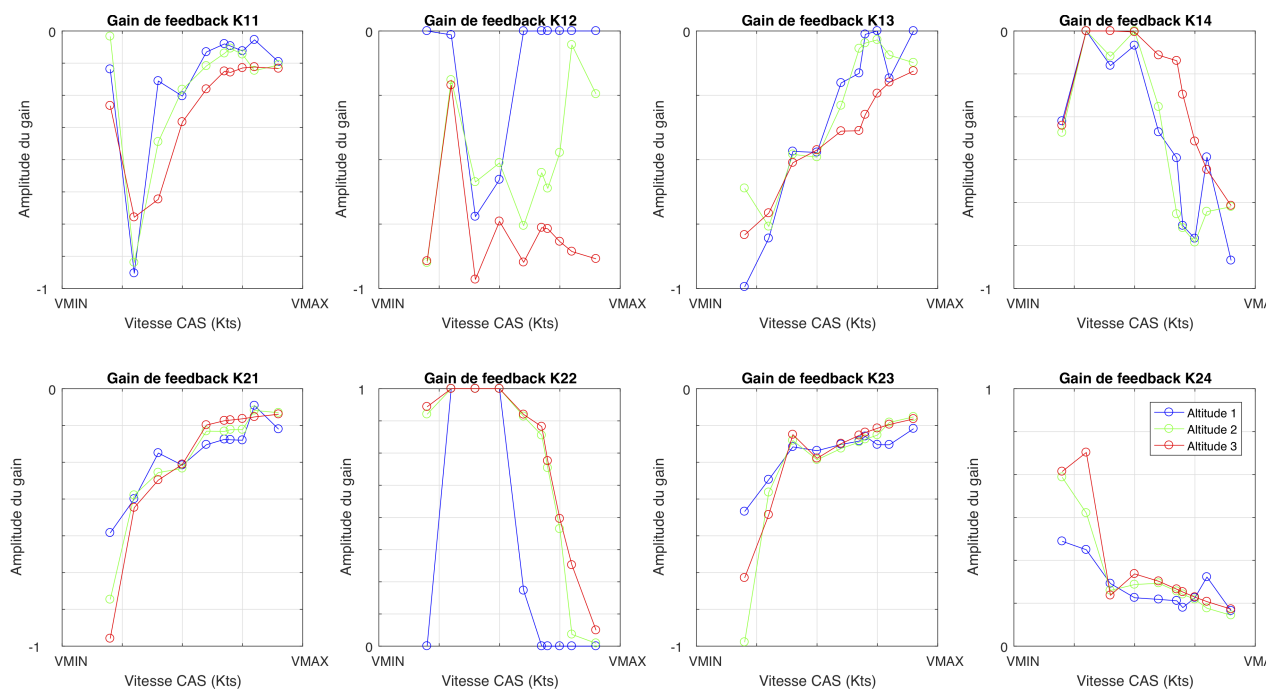 Gain de feedback K11
0
Amplitude du gain
-1
VMIN
VMAX
Vitesse CAS (Kts)
Gain de feedback K12
0
Amplitude du gain
-1
VMIN
VMAX
Vitesse CAS (Kts)
Gain de feedback K13
0
Amplitude du gain
-1
VMIN
VMAX
Vitesse CAS (Kts)
Gain de feedback K14
0
Amplitude du gain
-1
VMIN
VMA
Vitesse CAS (Kts)
Gain de feedback K21
0
Amplitude du gain
-1
VMIN
VMAX
Vitesse CAS (Kts)
Gain de feedback K22
1
Amplitude du gain
0
VMIN
VMAX
Vitesse CAS (Kts)
Gain de feedback K23
0
Amplitude du gain
-1
VMIN
VMAX
Vitesse CAS (Kts)
Gain de feedback K24
1
Altitude 1
Altitude 2
Altitude 3
Amplitude du gain
0
VMIN
VMA
Vitesse CAS (Kts)